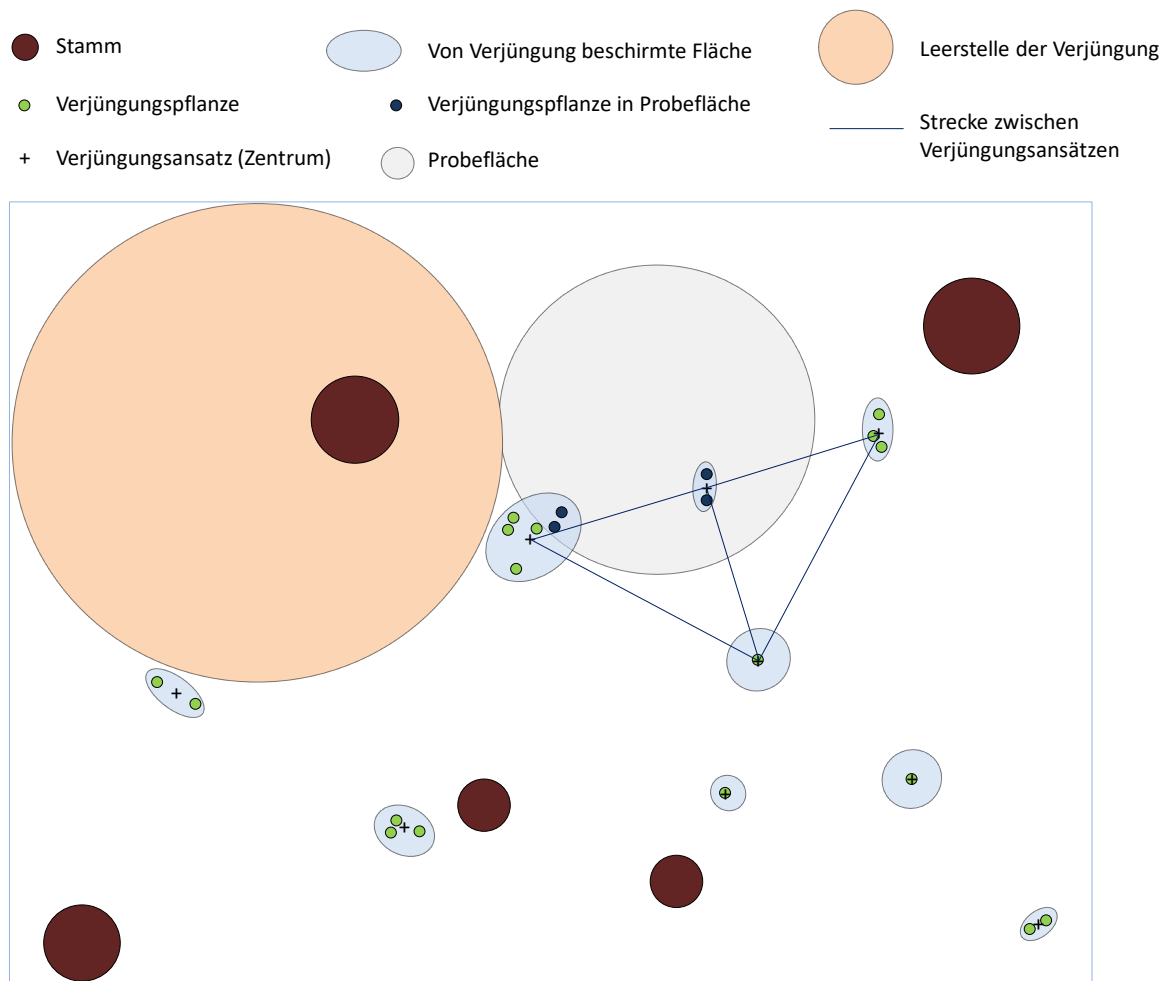 Stamm
Von Verjüngung beschirmte Fläche
Leerstelle der Verjüngung
Verjüngungspflanze
Verjüngungspflanze in Probefläche
Strecke zwischen
Verjüngungsansätzen
Verjüngungsansatz (Zentrum)
Probefläche